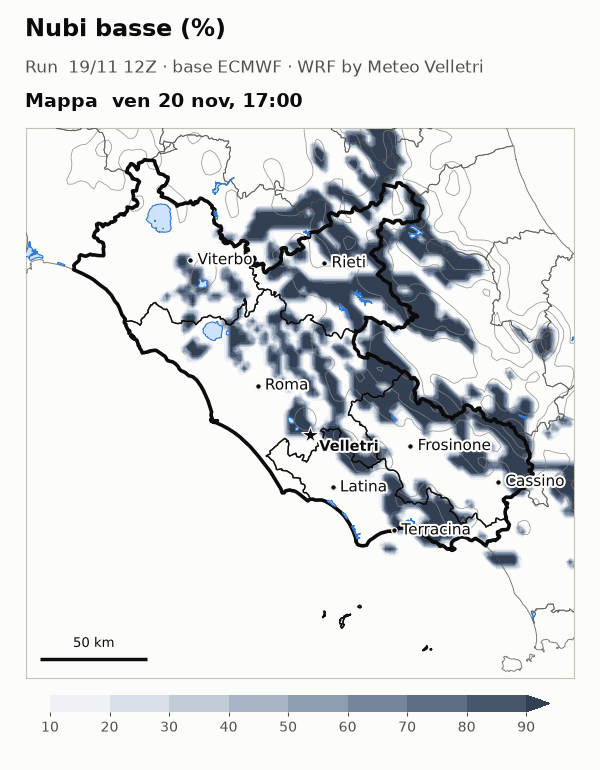 Nubi basse (%)
Run  19/11 12Z · base ECMWF · WRF by Meteo Velletri
Mappa  ven 20 nov, 17:00
Viterbo
Rieti
Roma
Velletri
Frosinone
Cassino
Latina
Terracina
50 km
10 20 30 40 50 60 70 80 90